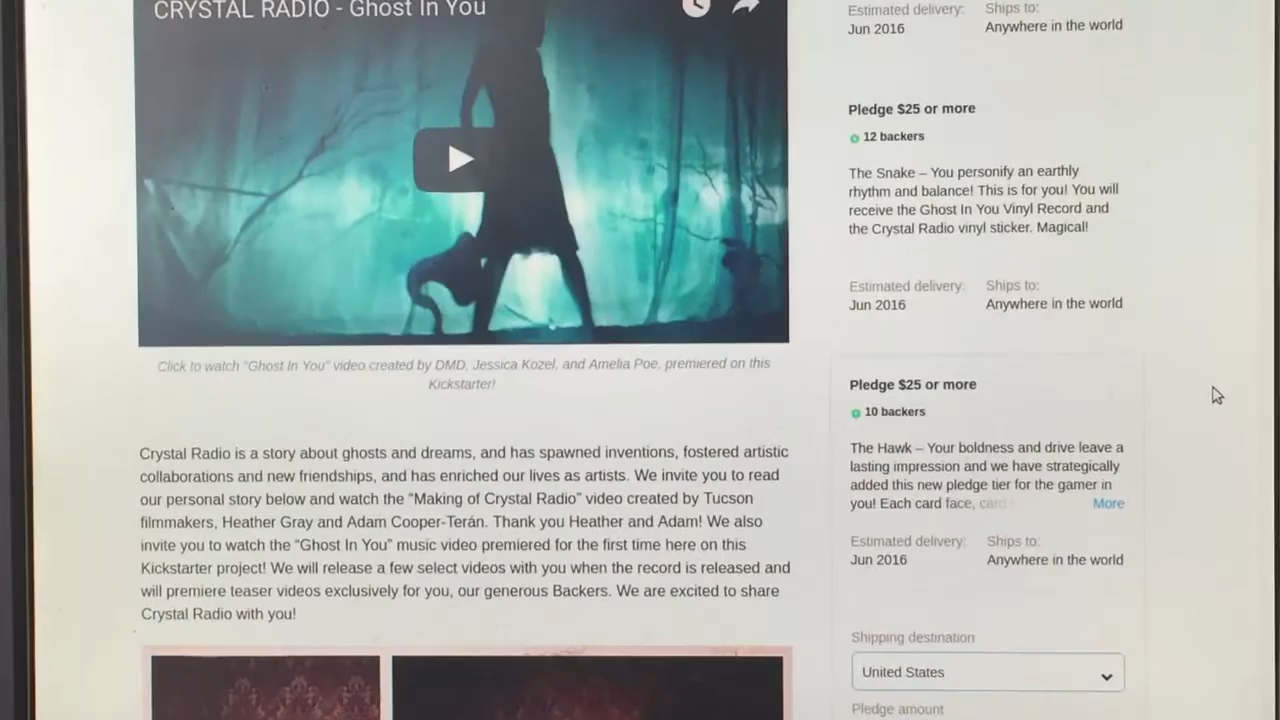 CRYSTAL RADIO - Ghost In You
Click to watch "Ghost In You" video created by DMD, Jessica Kozel, and Amelia Poe, premiered on this
Kickstarter!
Crystal Radio is a story about ghosts and dreams, and has spawned inventions, fostered artistic
collaborations and new friendships, and has enriched our lives as artists. We invite you to read
our personal story below and watch the "Making of Crystal Radio" video created by Tucson
filmmakers, Heather Gray and Adam Cooper-Terán. Thank you Heather and Adam! We also
invite you to watch the "Ghost In You" music video premiered for the first time here on this
Kickstarter project! We will release a few select videos with you when the record is released and
will premiere teaser videos exclusively for you, our generous Backers. We are excited to share
Crystal Radio with you!
Estimated delivery: Ships to:
Jun 2016 Anywhere in the world
Pledge $25 or more
12 backers
The Snake – You personify an earthly
rhythm and balance! This is for you! You will
receive the Ghost In You Vinyl Record and
the Crystal Radio vinyl sticker. Magical!
Estimated delivery: Ships to:
Jun 2016 Anywhere in the world
Pledge $25 or more
10 backers
The Hawk – Your boldness and drive leave a
lasting impression and we have strategically
added this new pledge tier for the gamer in
you! Each card face, card More
Estimated delivery: Ships to:
Jun 2016 Anywhere in the world
Shipping destination
United States
Pledge amount